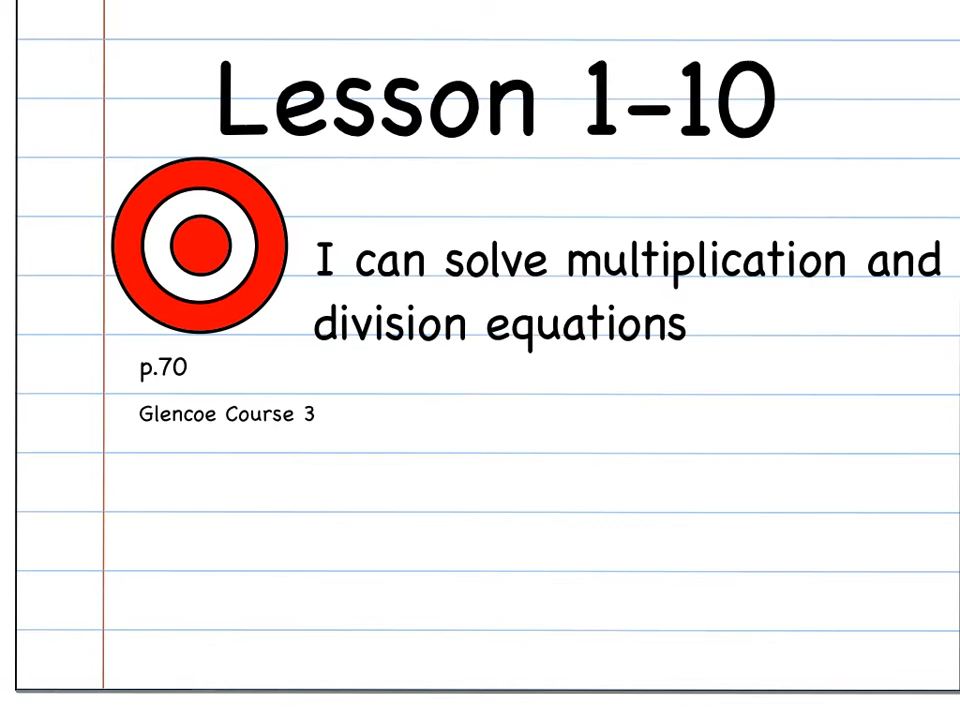 Lesson 1-10
I can solve multiplication and
division equations
p.70
Glencoe Course 3